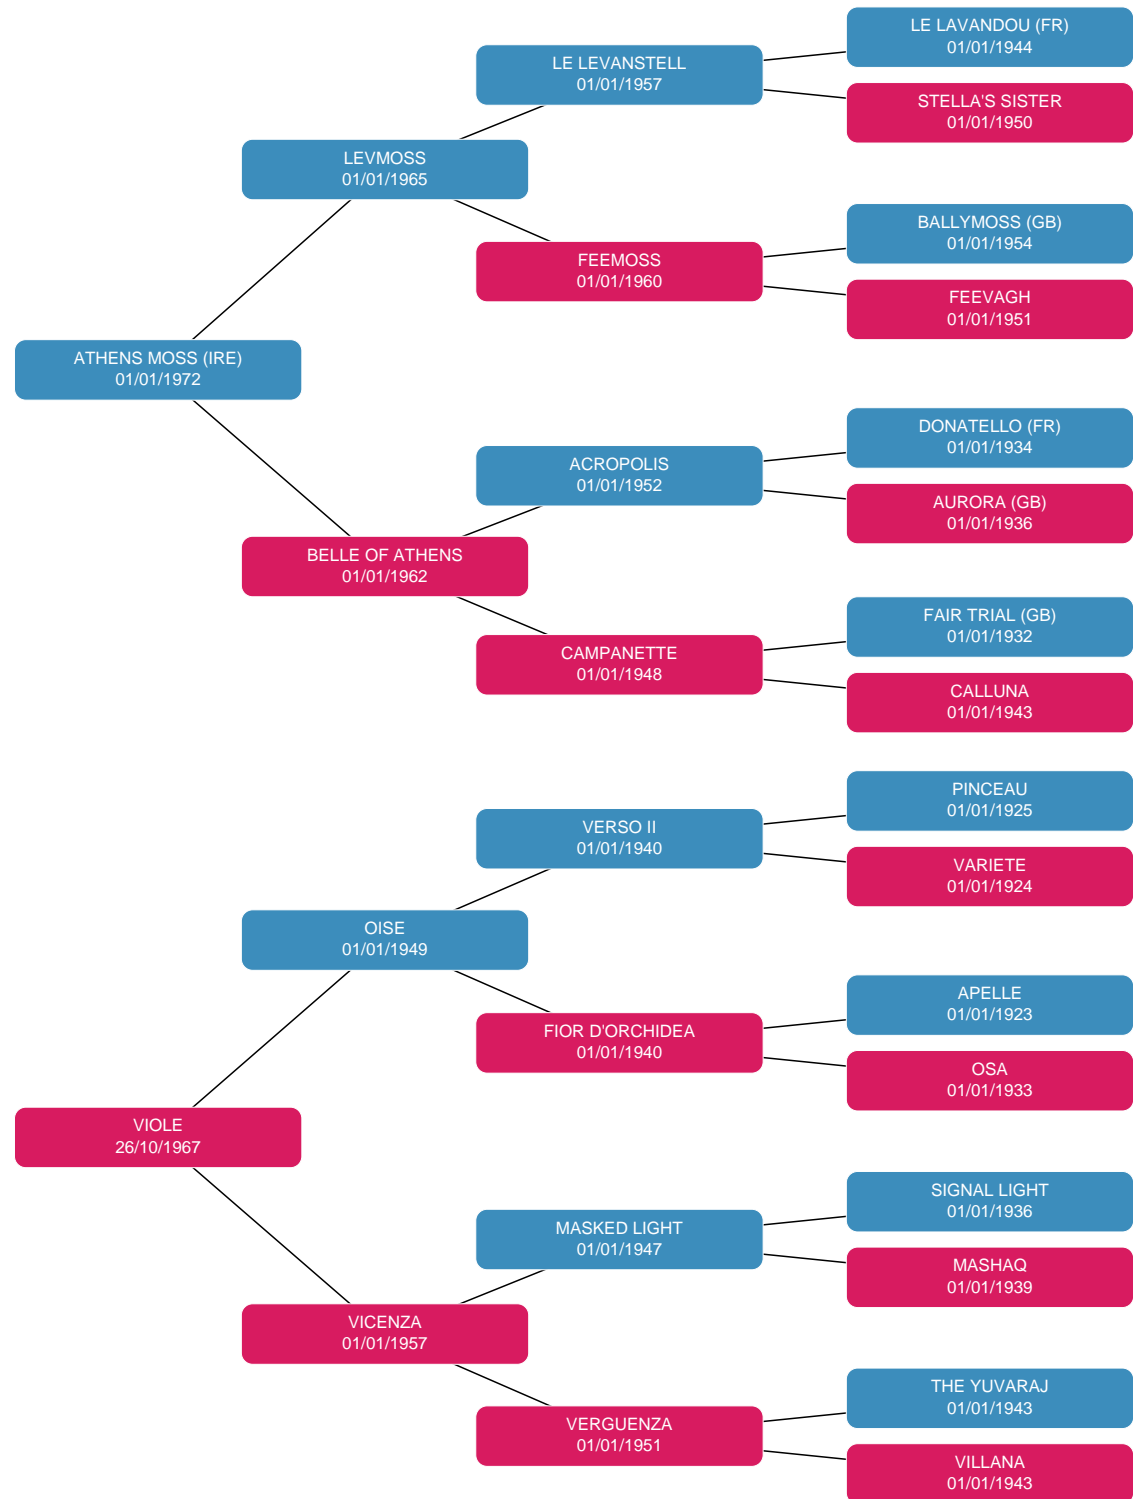 LE LAVANDOU (FR)
01/01/1944
LE LEVANSTELL
01/01/1957
STELLA'S SISTER
01/01/1950
LEVMOSS
01/01/1965
BALLYMOSS (GB)
01/01/1954
FEEMOSS
01/01/1960
FEEVAGH
01/01/1951
ATHENS MOSS (IRE)
01/01/1972
DONATELLO (FR)
01/01/1934
ACROPOLIS
01/01/1952
AURORA (GB)
01/01/1936
BELLE OF ATHENS
01/01/1962
FAIR TRIAL (GB)
01/01/1932
CAMPANETTE
01/01/1948
CALLUNA
01/01/1943
PINCEAU
01/01/1925
VERSO II
01/01/1940
VARIETE
01/01/1924
OISE
01/01/1949
APELLE
01/01/1923
FIOR D'ORCHIDEA
01/01/1940
OSA
01/01/1933
VIOLE
26/10/1967
SIGNAL LIGHT
01/01/1936
MASKED LIGHT
01/01/1947
MASHAQ
01/01/1939
VICENZA
01/01/1957
THE YUVARAJ
01/01/1943
VERGUENZA
01/01/1951
VILLANA
01/01/1943